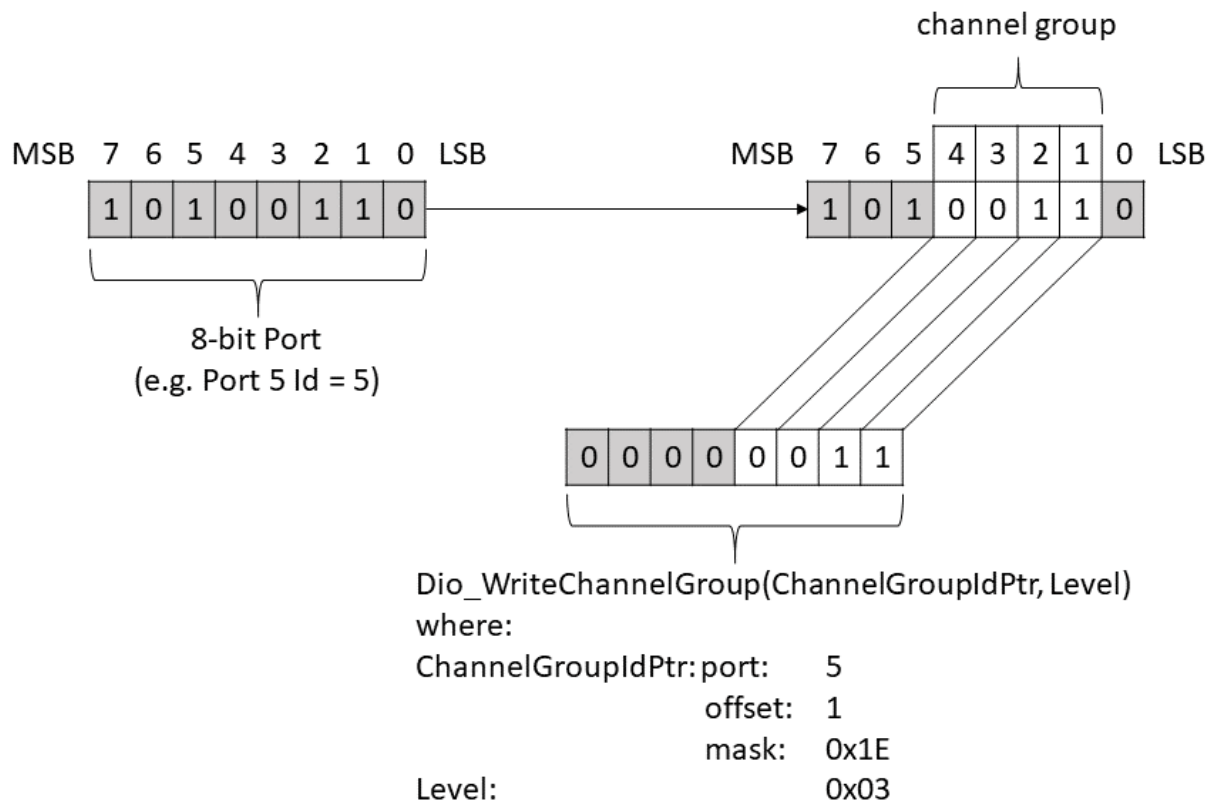 channel group
MSB 7 6 5 4 3 2 1 0 LSB
1 0 1 0 0 1 1 0
8-bit Port
(e.g. Port 5 Id = 5)
MSB 7 6 5 4 3 2 1 0 LSB
1 0 1 0 0 1 1 0
0 0 0 0 0 0 1 1
Dio_WriteChannelGroup(ChannelGroupIdPtr, Level)
where:
ChannelGroupIdPtr: port: 5
offset: 1
mask: 0x1E
Level: 0x03